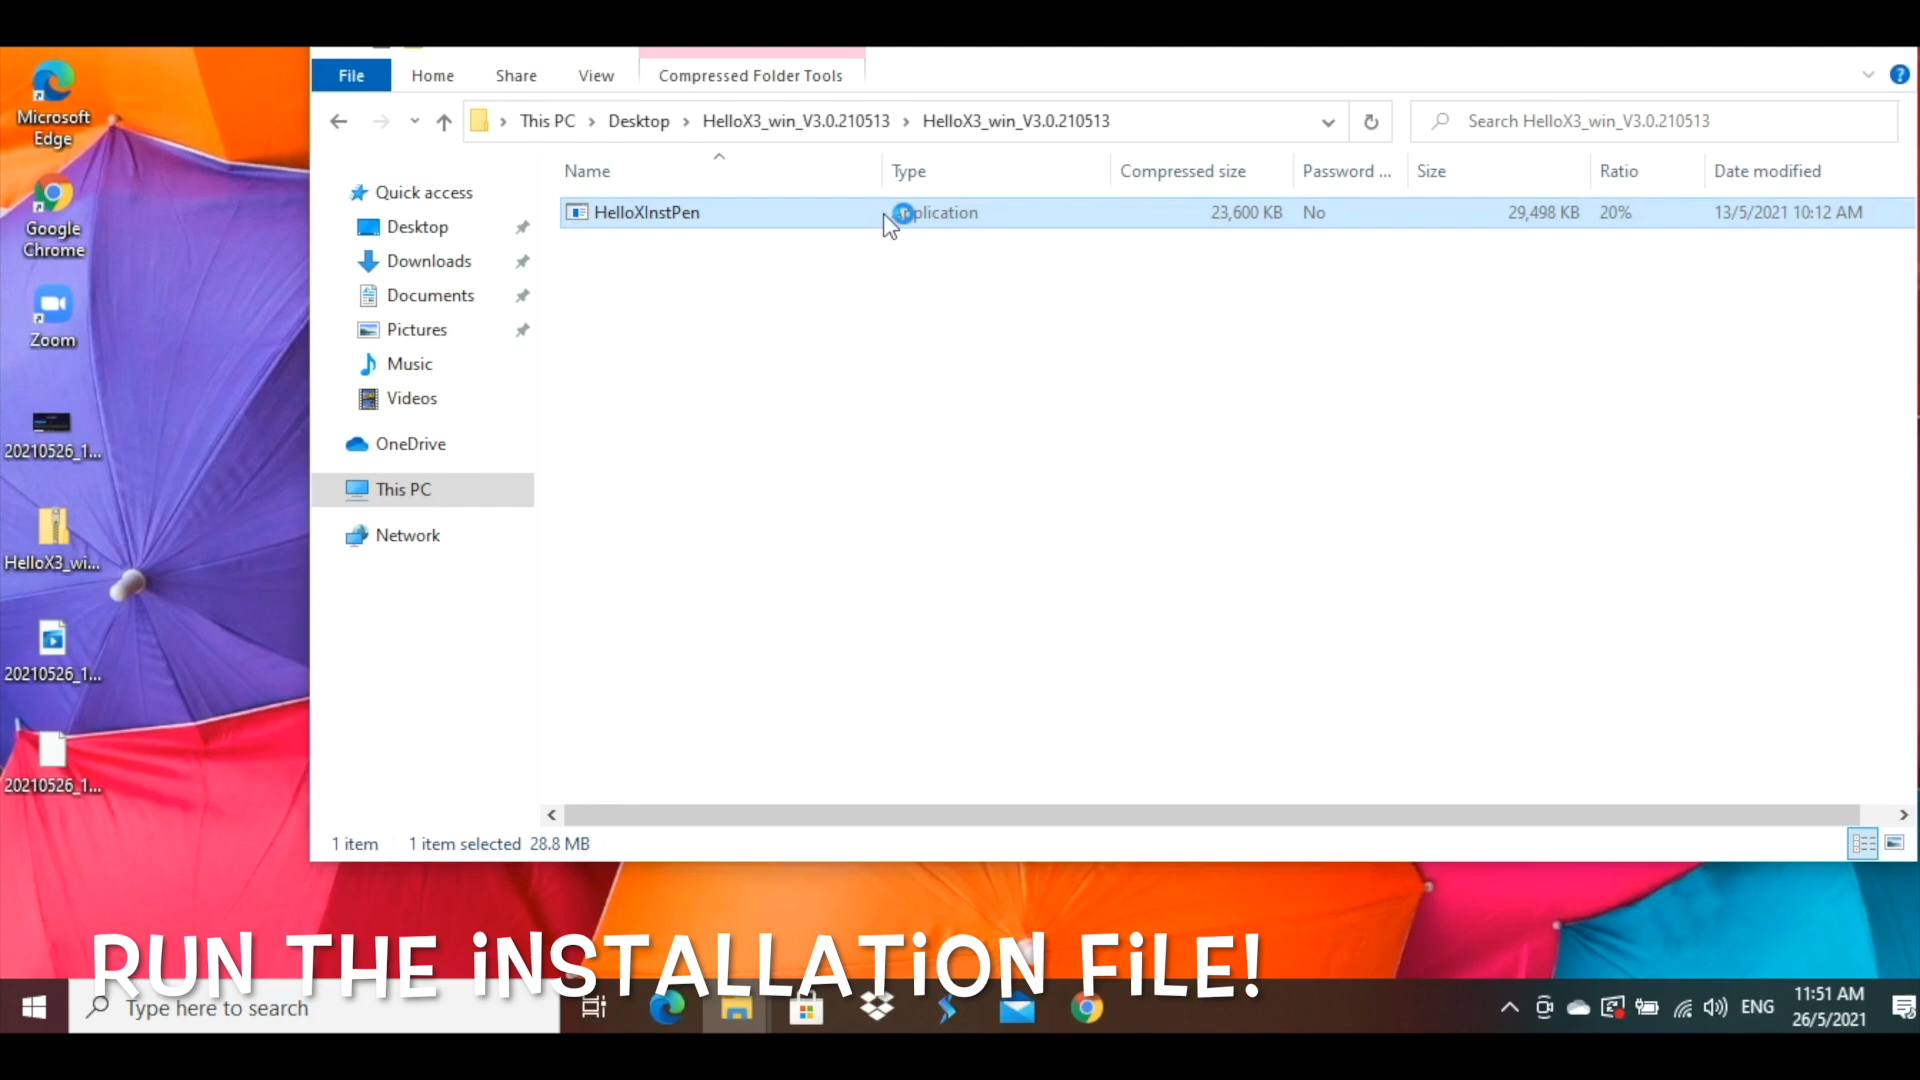 File
Home
Share
View
Compressed Folder Tools
This PC
Desktop
HelloX3_win_V3.0.210513
HelloX3_win_V3.0.210513
Search HelloX3_win_V3.0.210513
Name
Type
Compressed size
Password ...
Size
Ratio
Date modified
HelloXInstPen
Application
23,600 KB
No
29,498 KB
20%
13/5/2021 10:12 AM
Quick access
Desktop
Downloads
Documents
Pictures
Music
Videos
OneDrive
This PC
Network
1 item
1 item selected 28.8 MB
Microsoft
Edge
Google
Chrome
Zoom
20210526_1...
HelloX3_wi...
20210526_1...
20210526_1...
RUN THE iNSTALLATiON FiLE!
Type here to search
ENG
11:51 AM
26/5/2021